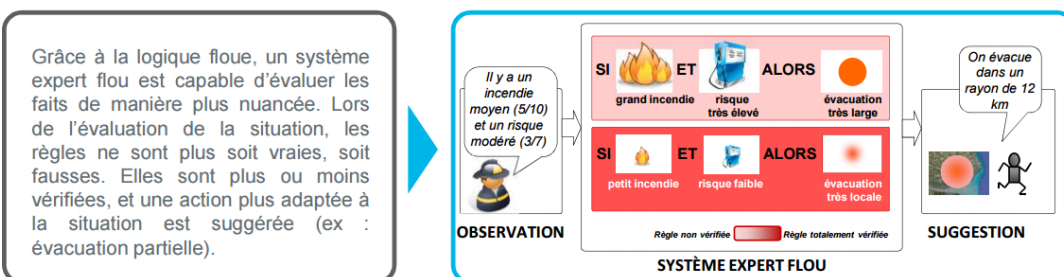 Grâce à la logique floue, un système
expert flou est capable d'évaluer les
faits de manière plus nuancée. Lors
de l'évaluation de la situation, les
règles ne sont plus soit vraies, soit
fausses. Elles sont plus ou moins
vérifiées, et une action plus adaptée à
la situation est suggérée (ex :
évacuation partielle).
Il y a un
incendie
moyen (5/10)
et un risque
modéré (3/7)
OBSERVATION
SI ET ALORS
grand incendie risque très élevé évacuation très large
SI ET ALORS
petit incendie risque faible évacuation très locale
Règle non vérifiée Règle totalement vérifiée
SYSTÈME EXPERT FLOU
On évacue
dans un
rayon de 12
km
SUGGESTION